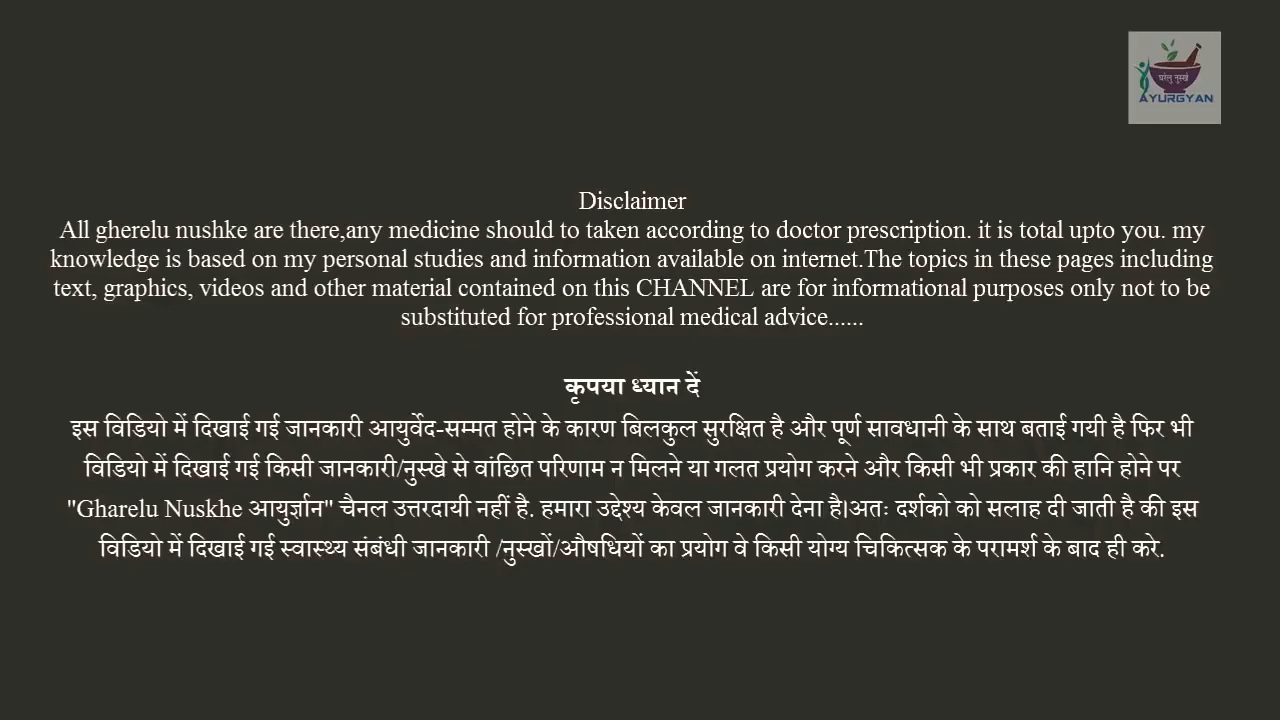 घरेलु नुस्खे
AYURGYAN
Disclaimer
All gherelu nushke are there,any medicine should to taken according to doctor prescription. it is total upto you. my
knowledge is based on my personal studies and information available on internet.The topics in these pages including
text, graphics, videos and other material contained on this CHANNEL are for informational purposes only not to be
substituted for professional medical advice......
कृपया ध्यान दें
इस विडियो में दिखाई गई जानकारी आयुर्वेद-सम्मत होने के कारण बिलकुल सुरक्षित है और पूर्ण सावधानी के साथ बताई गयी है फिर भी
विडियो में दिखाई गई किसी जानकारी/नुस्खे से वांछित परिणाम न मिलने या गलत प्रयोग करने और किसी भी प्रकार की हानि होने पर
"Gharelu Nuskhe आयुर्ज्ञान" चैनल उत्तरदायी नहीं है. हमारा उद्देश्य केवल जानकारी देना है।अतः दर्शको को सलाह दी जाती है की इस
विडियो में दिखाई गई स्वास्थ्य संबंधी जानकारी /नुस्खों/औषधियों का प्रयोग वे किसी योग्य चिकित्सक के परामर्श के बाद ही करे.